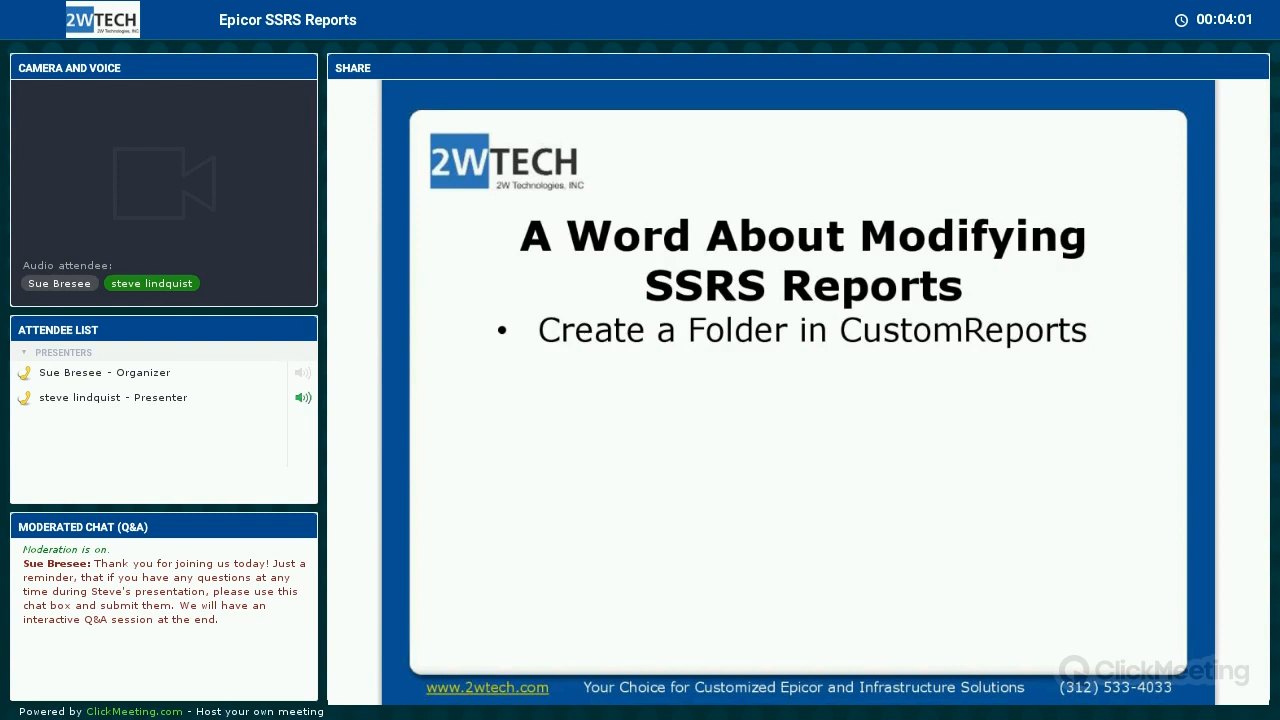 2WTECH
2W Technologies, INC
Epicor SSRS Reports
00:04:01
CAMERA AND VOICE
Audio attendee:
Sue Bresee
steve lindquist
ATTENDEE LIST
PRESENTERS
Sue Bresee - Organizer
steve lindquist - Presenter
MODERATED CHAT (Q&A)
Moderation is on.
Sue Bresee: Thank you for joining us today! Just a
reminder, that if you have any questions at any
time during Steve's presentation, please use this
chat box and submit them. We will have an
interactive Q&A session at the end.
Powered by ClickMeeting.com - Host your own meeting
SHARE
2WTECH
2W Technologies, INC
A Word About Modifying
SSRS Reports
• Create a Folder in CustomReports
ClickMeeting
www.2wtech.com Your Choice for Customized Epicor and Infrastructure Solutions (312) 533-4033